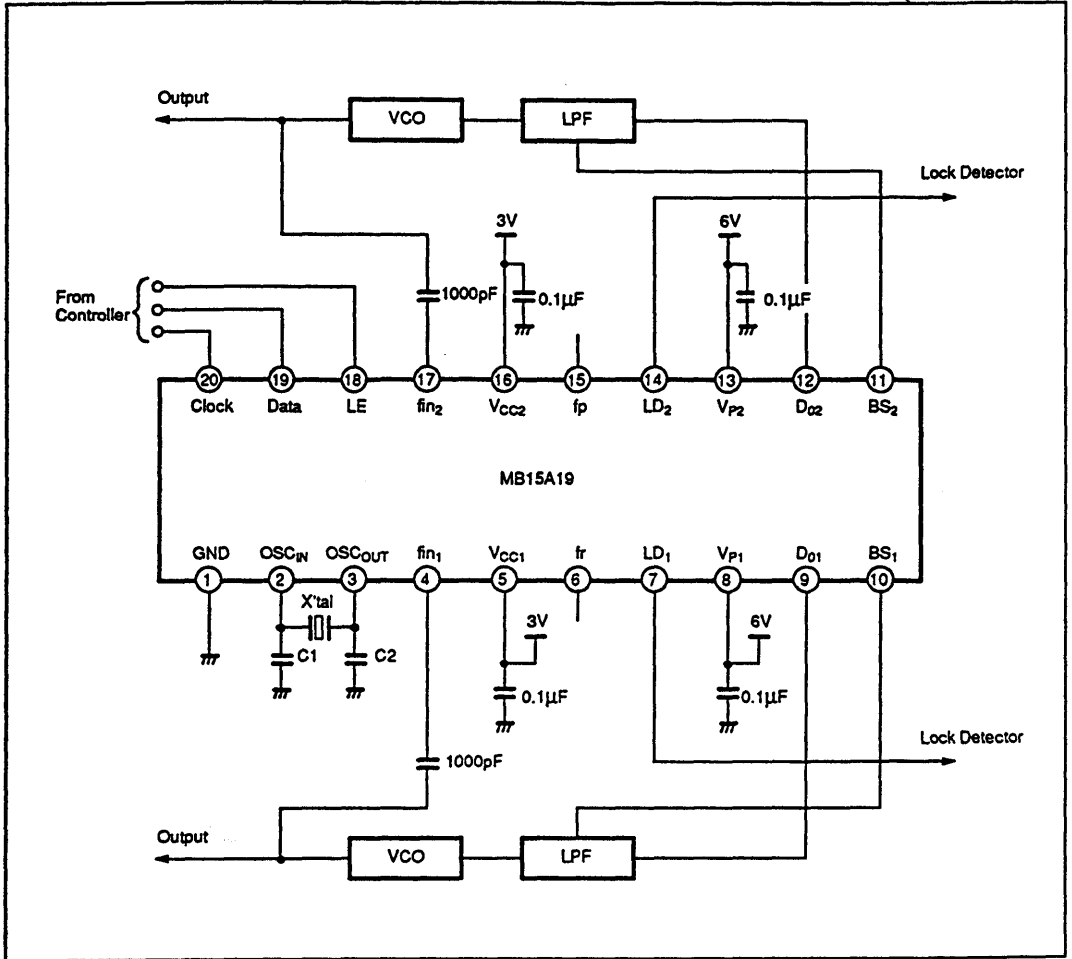 Output
VCO
LPF
Lock Detector
3V
6V
From
Controller
1000pF
0.1µF
0.1µF
20 19 18 17 16 15 14 13 12 11
Clock Data LE fin2 VCC2 fp LD2 VP2 D02 BS2
MB15A19
GND OSCIN OSCOUT fin1 VCC1 fr LD1 VP1 D01 BS1
1 2 3 4 5 6 7 8 9 10
X'tal
C1
C2
3V
6V
0.1µF
0.1µF
Lock Detector
1000pF
Output
VCO
LPF